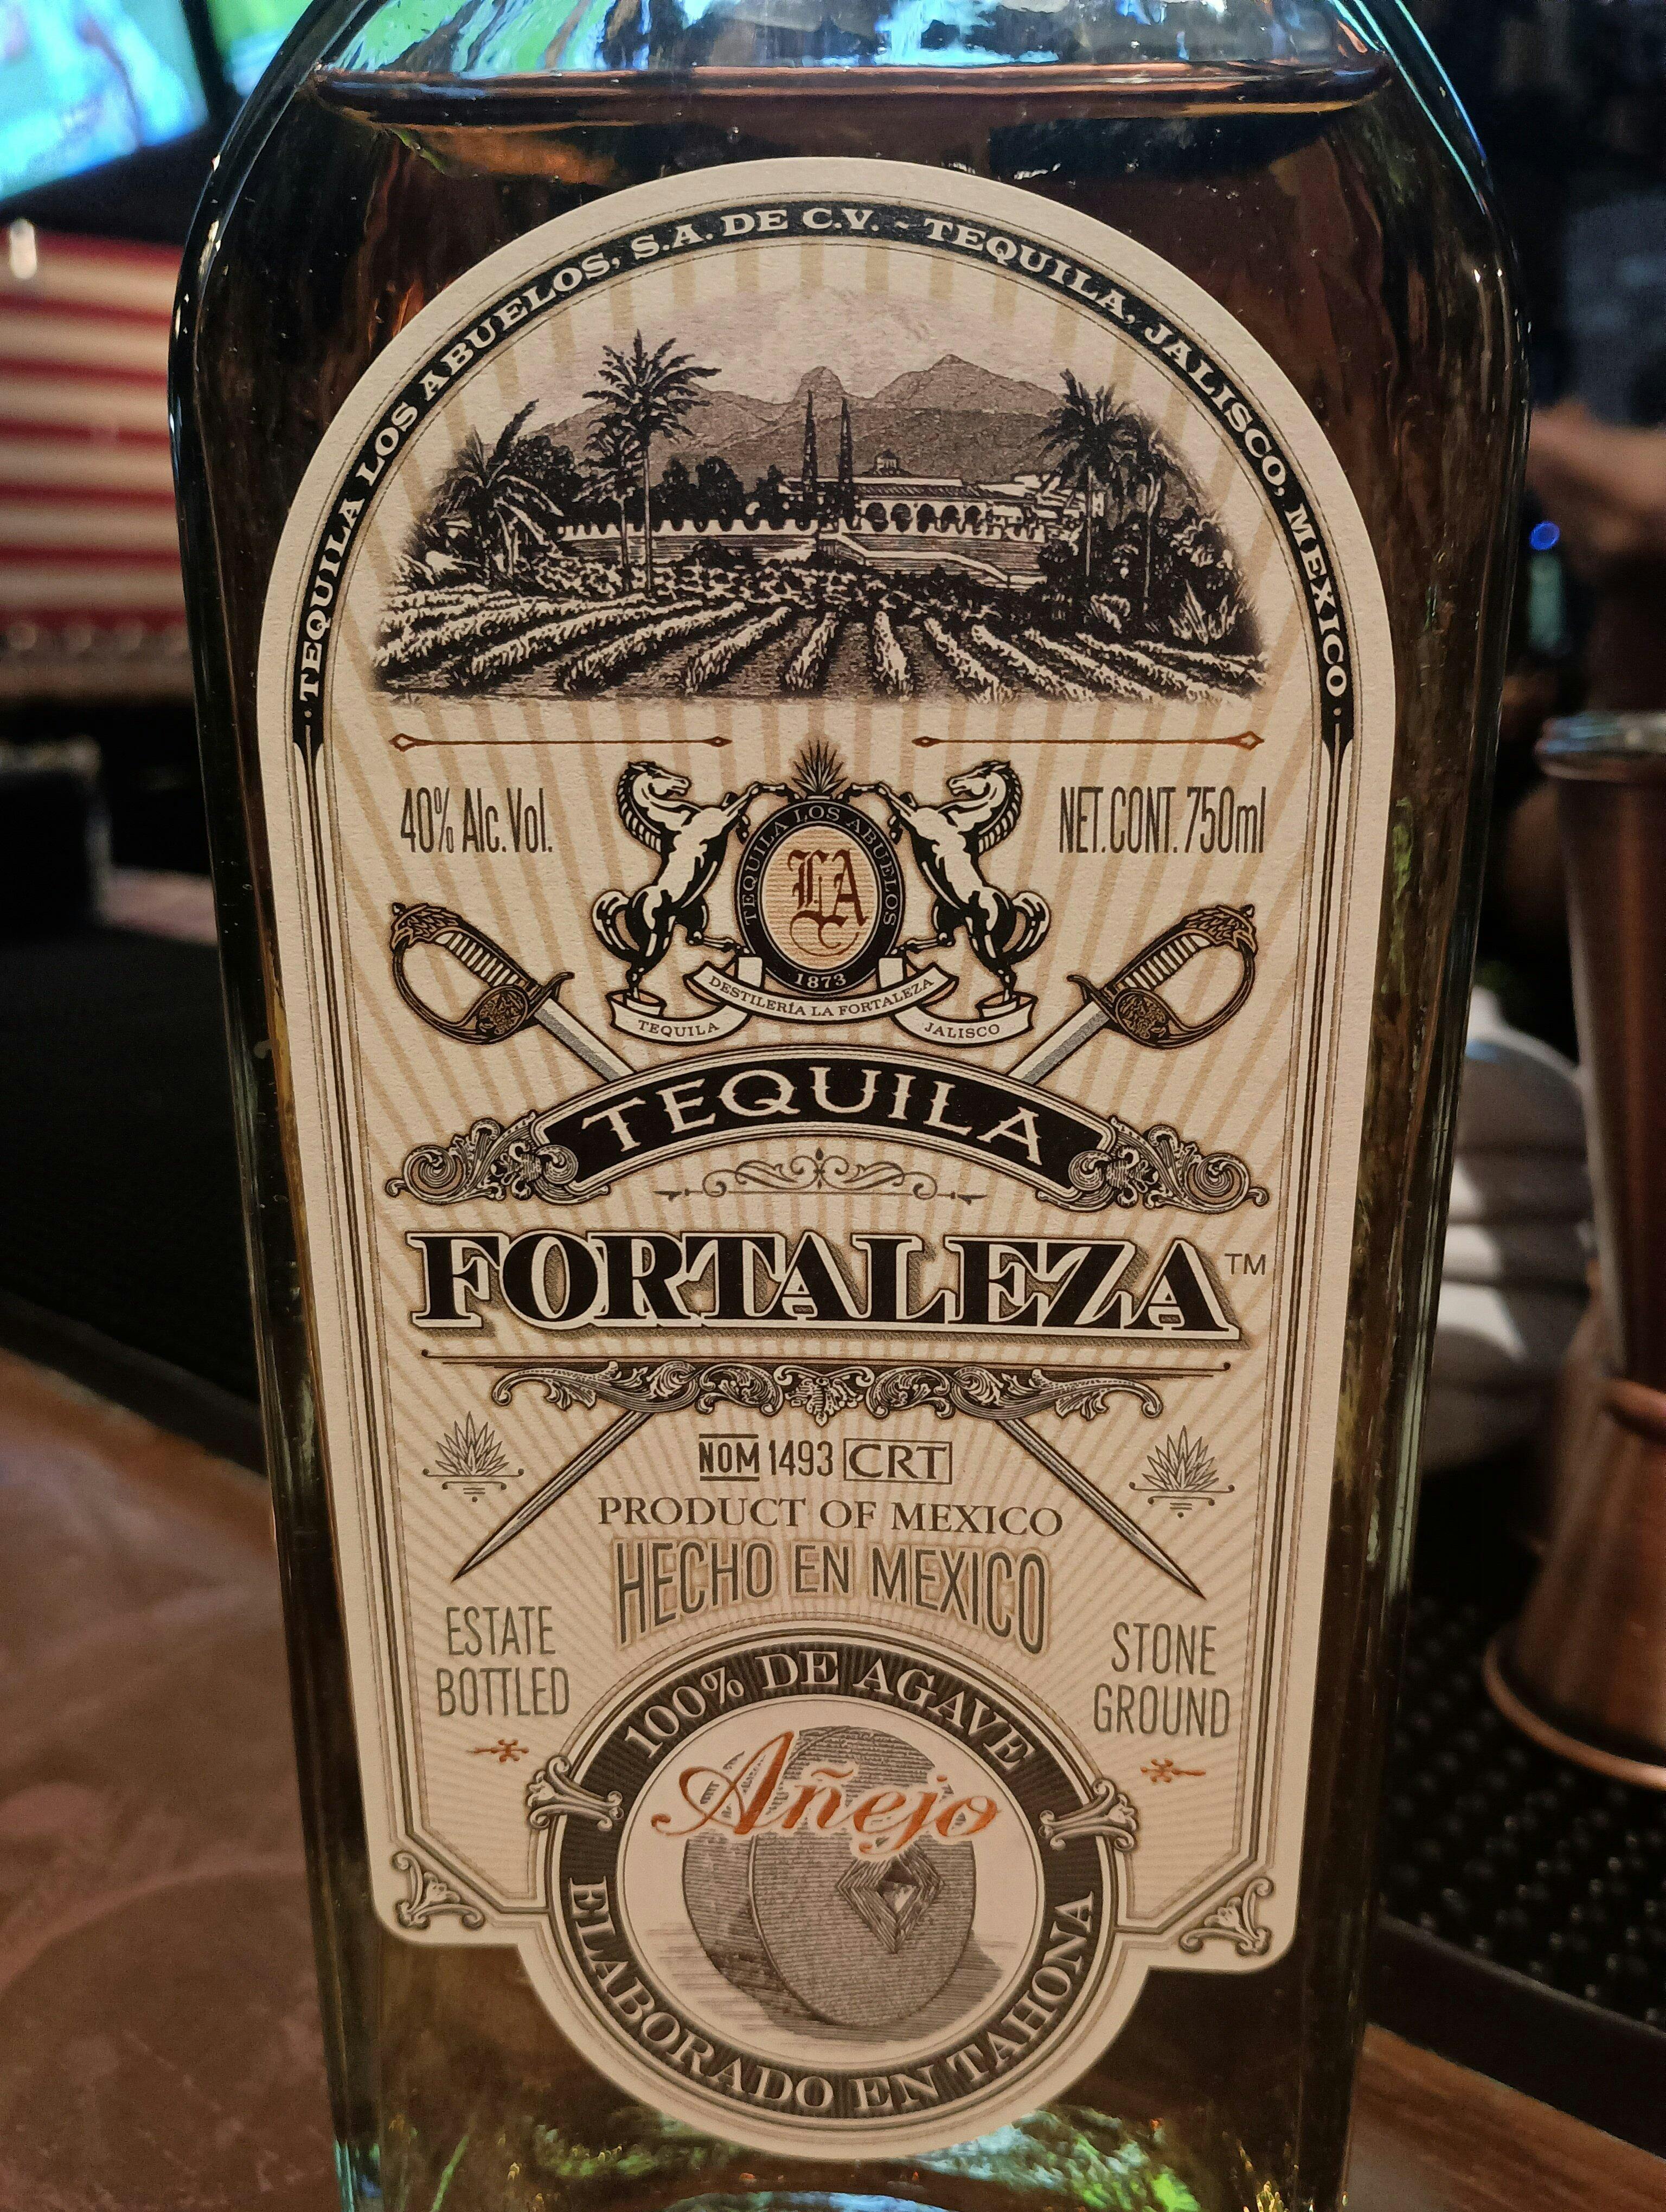 TEQUILA LOS ABUELOS, S.A. DE C.V. ~ TEQUILA, JALISCO, MEXICO
40% Alc. Vol.
NET. CONT. 750ml
TEQUILA LOS ABUELOS
LA
1873
DESTILERÍA LA FORTALEZA
TEQUILA
JALISCO
TEQUILA
FORTALEZA™
NOM 1493 CRT
PRODUCT OF MEXICO
HECHO EN MEXICO
ESTATE
BOTTLED
STONE
GROUND
100% DE AGAVE
Añejo
ELABORADO EN TAHONA